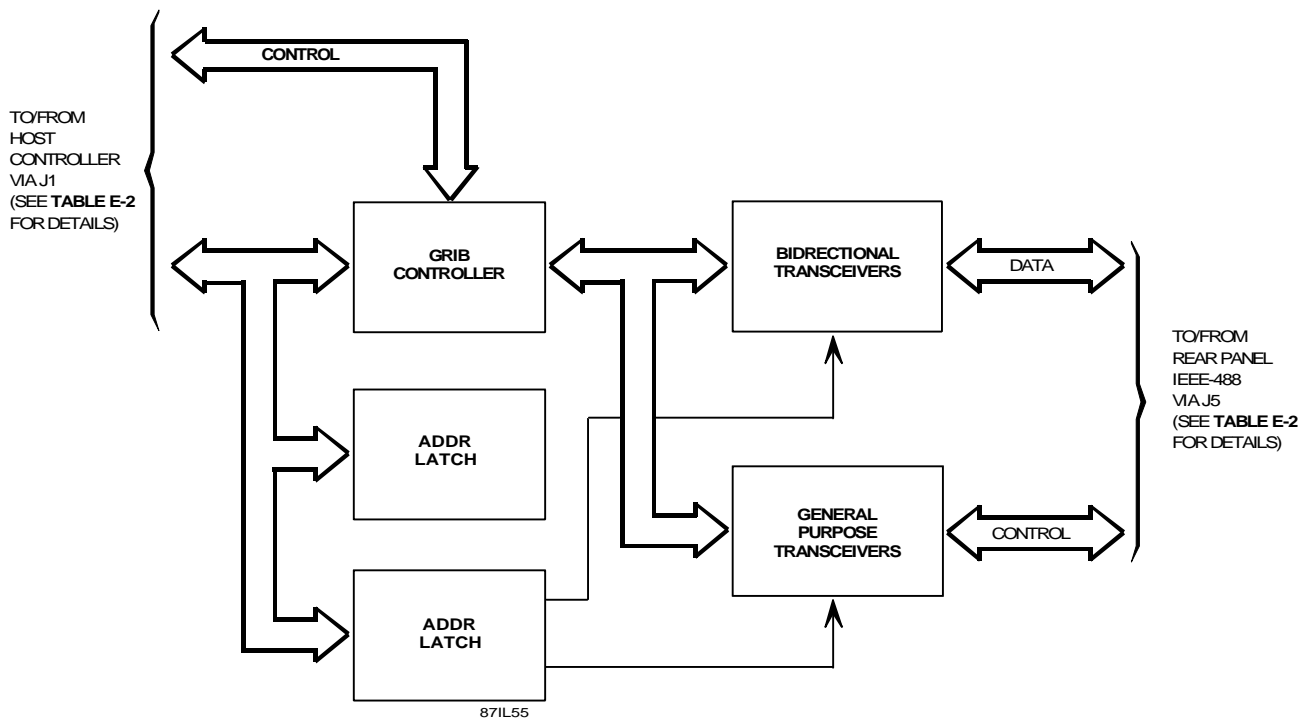 CONTROL
TO/FROM
HOST
CONTROLLER
VIA J1
(SEE TABLE E-2
FOR DETAILS)
GRIB
CONTROLLER
BIDRECTIONAL
TRANSCEIVERS
DATA
ADDR
LATCH
TO/FROM
REAR PANEL
IEEE-488
VIA J5
(SEE TABLE E-2
FOR DETAILS)
GENERAL
PURPOSE
TRANSCEIVERS
CONTROL
ADDR
LATCH
87IL55